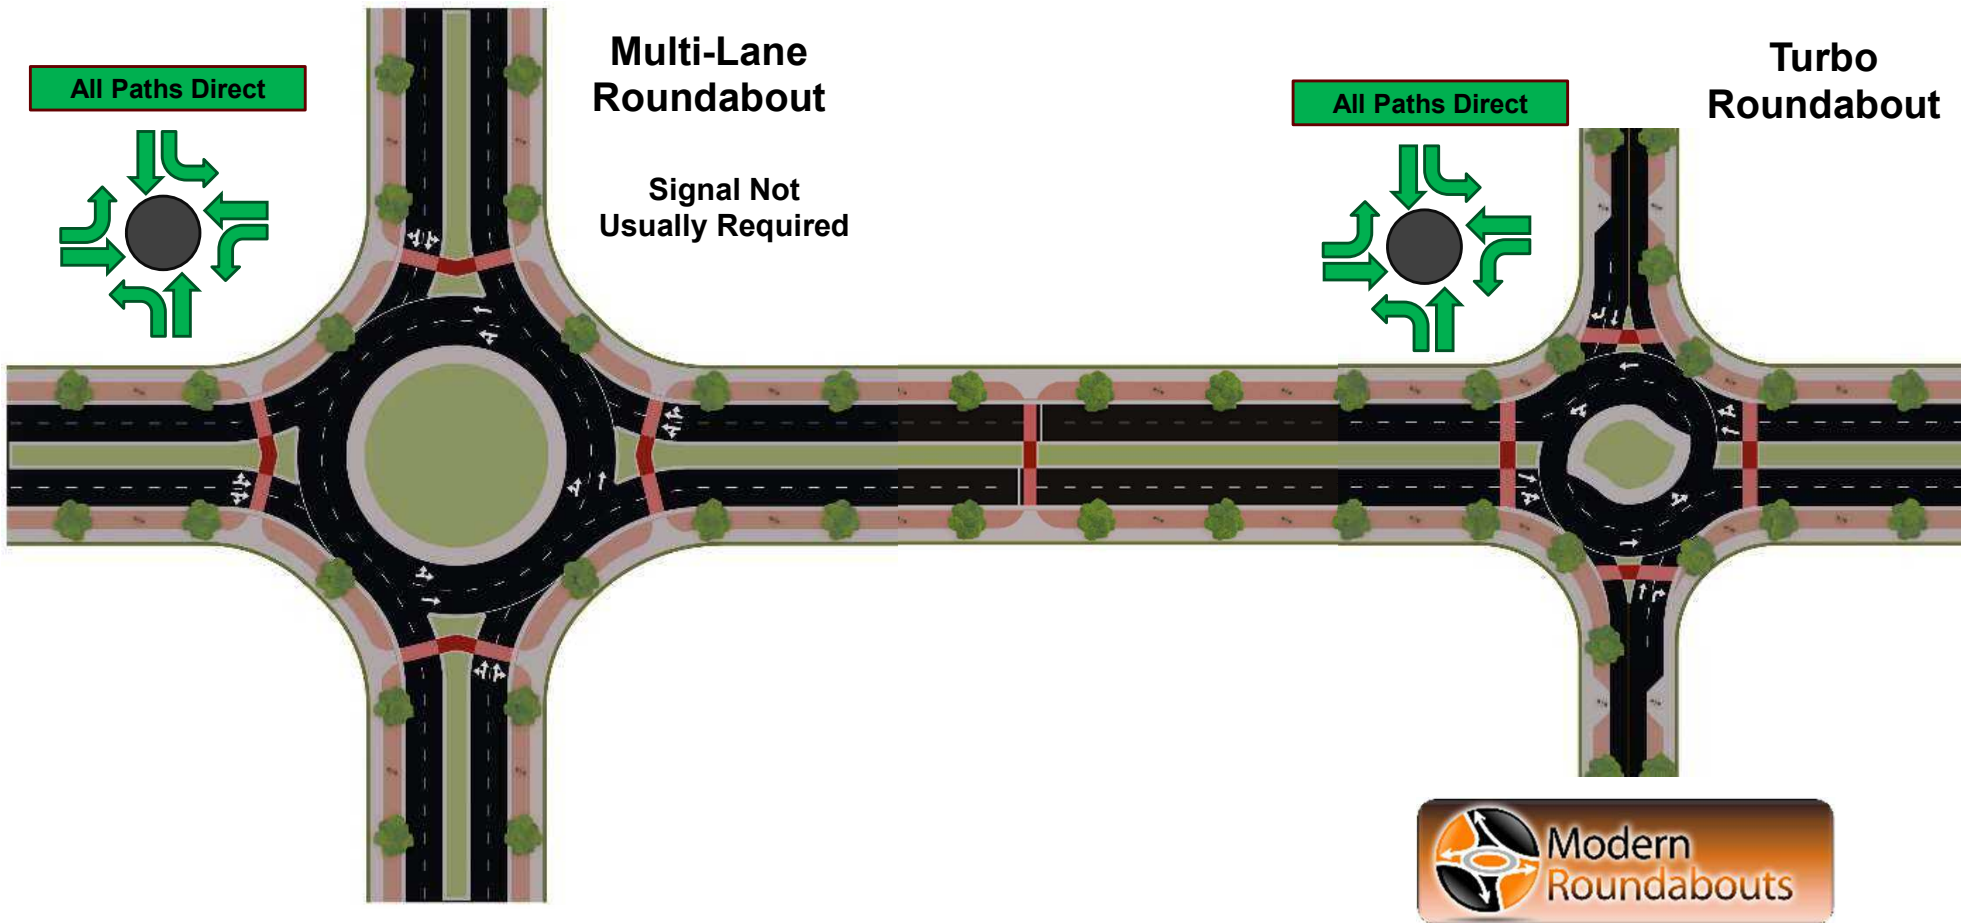 All Paths Direct
Multi-Lane
Roundabout
Signal Not
Usually Required
All Paths Direct
Turbo
Roundabout
Modern
Roundabouts